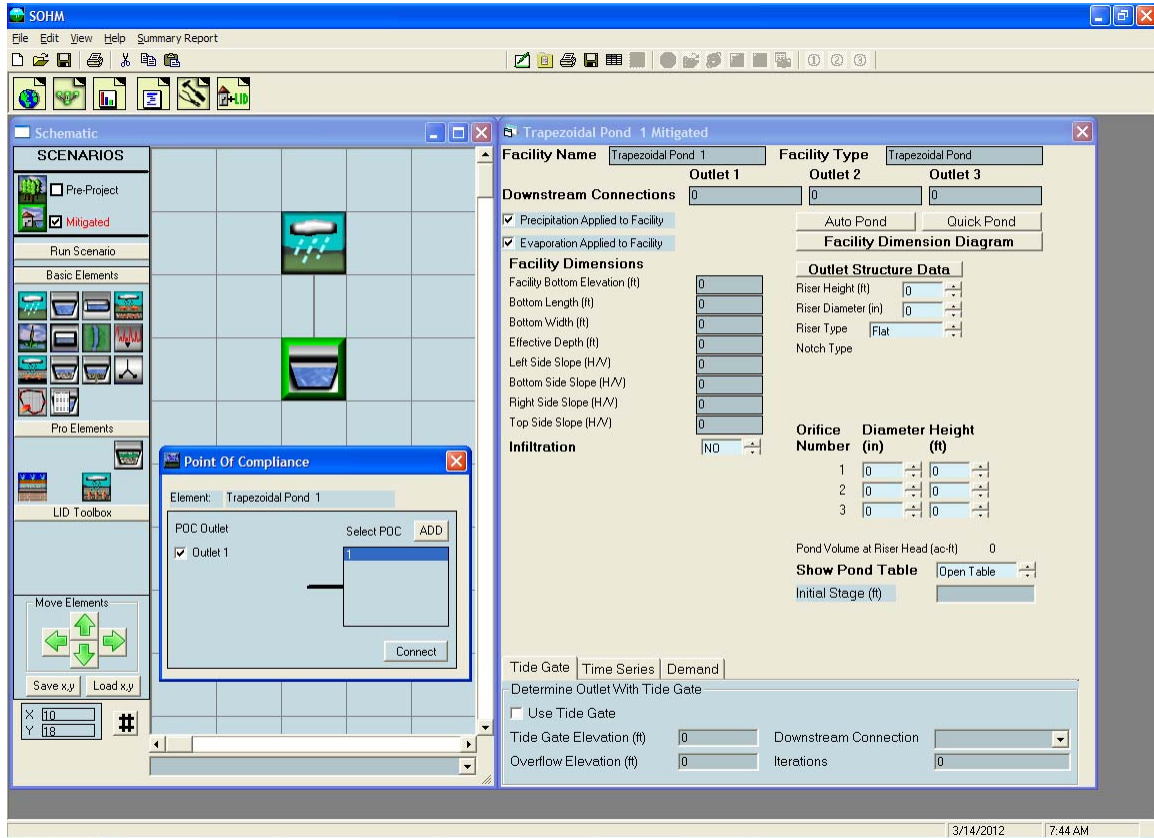 SOHM
File Edit View Help Summary Report
+LID
Schematic
SCENARIOS
Pre-Project
Mitigated
Run Scenario
Basic Elements
Pro Elements
LID Toolbox
Move Elements
Save x,y Load x,y
X 10
Y 18
#
Point Of Compliance
Element: Trapezoidal Pond 1
POC Outlet
Select POC ADD
Outlet 1
1
Connect
Trapezoidal Pond 1 Mitigated
Facility Name Trapezoidal Pond 1 Facility Type Trapezoidal Pond
Outlet 1 Outlet 2 Outlet 3
Downstream Connections 0 0 0
Precipitation Applied to Facility Auto Pond Quick Pond
Evaporation Applied to Facility Facility Dimension Diagram
Facility Dimensions
Facility Bottom Elevation (ft) 0
Bottom Length (ft) 0
Bottom Width (ft) 0
Effective Depth (ft) 0
Left Side Slope (H/V) 0
Bottom Side Slope (H/V) 0
Right Side Slope (H/V) 0
Top Side Slope (H/V) 0
Infiltration NO
Outlet Structure Data
Riser Height (ft) 0
Riser Diameter (in) 0
Riser Type Flat
Notch Type
Orifice Diameter Height
Number (in) (ft)
1 0 0
2 0 0
3 0 0
Pond Volume at Riser Head (ac-ft) 0
Show Pond Table Open Table
Initial Stage (ft)
Tide Gate Time Series Demand
Determine Outlet With Tide Gate
Use Tide Gate
Tide Gate Elevation (ft) 0 Downstream Connection
Overflow Elevation (ft) 0 Iterations 0
3/14/2012 7:44 AM